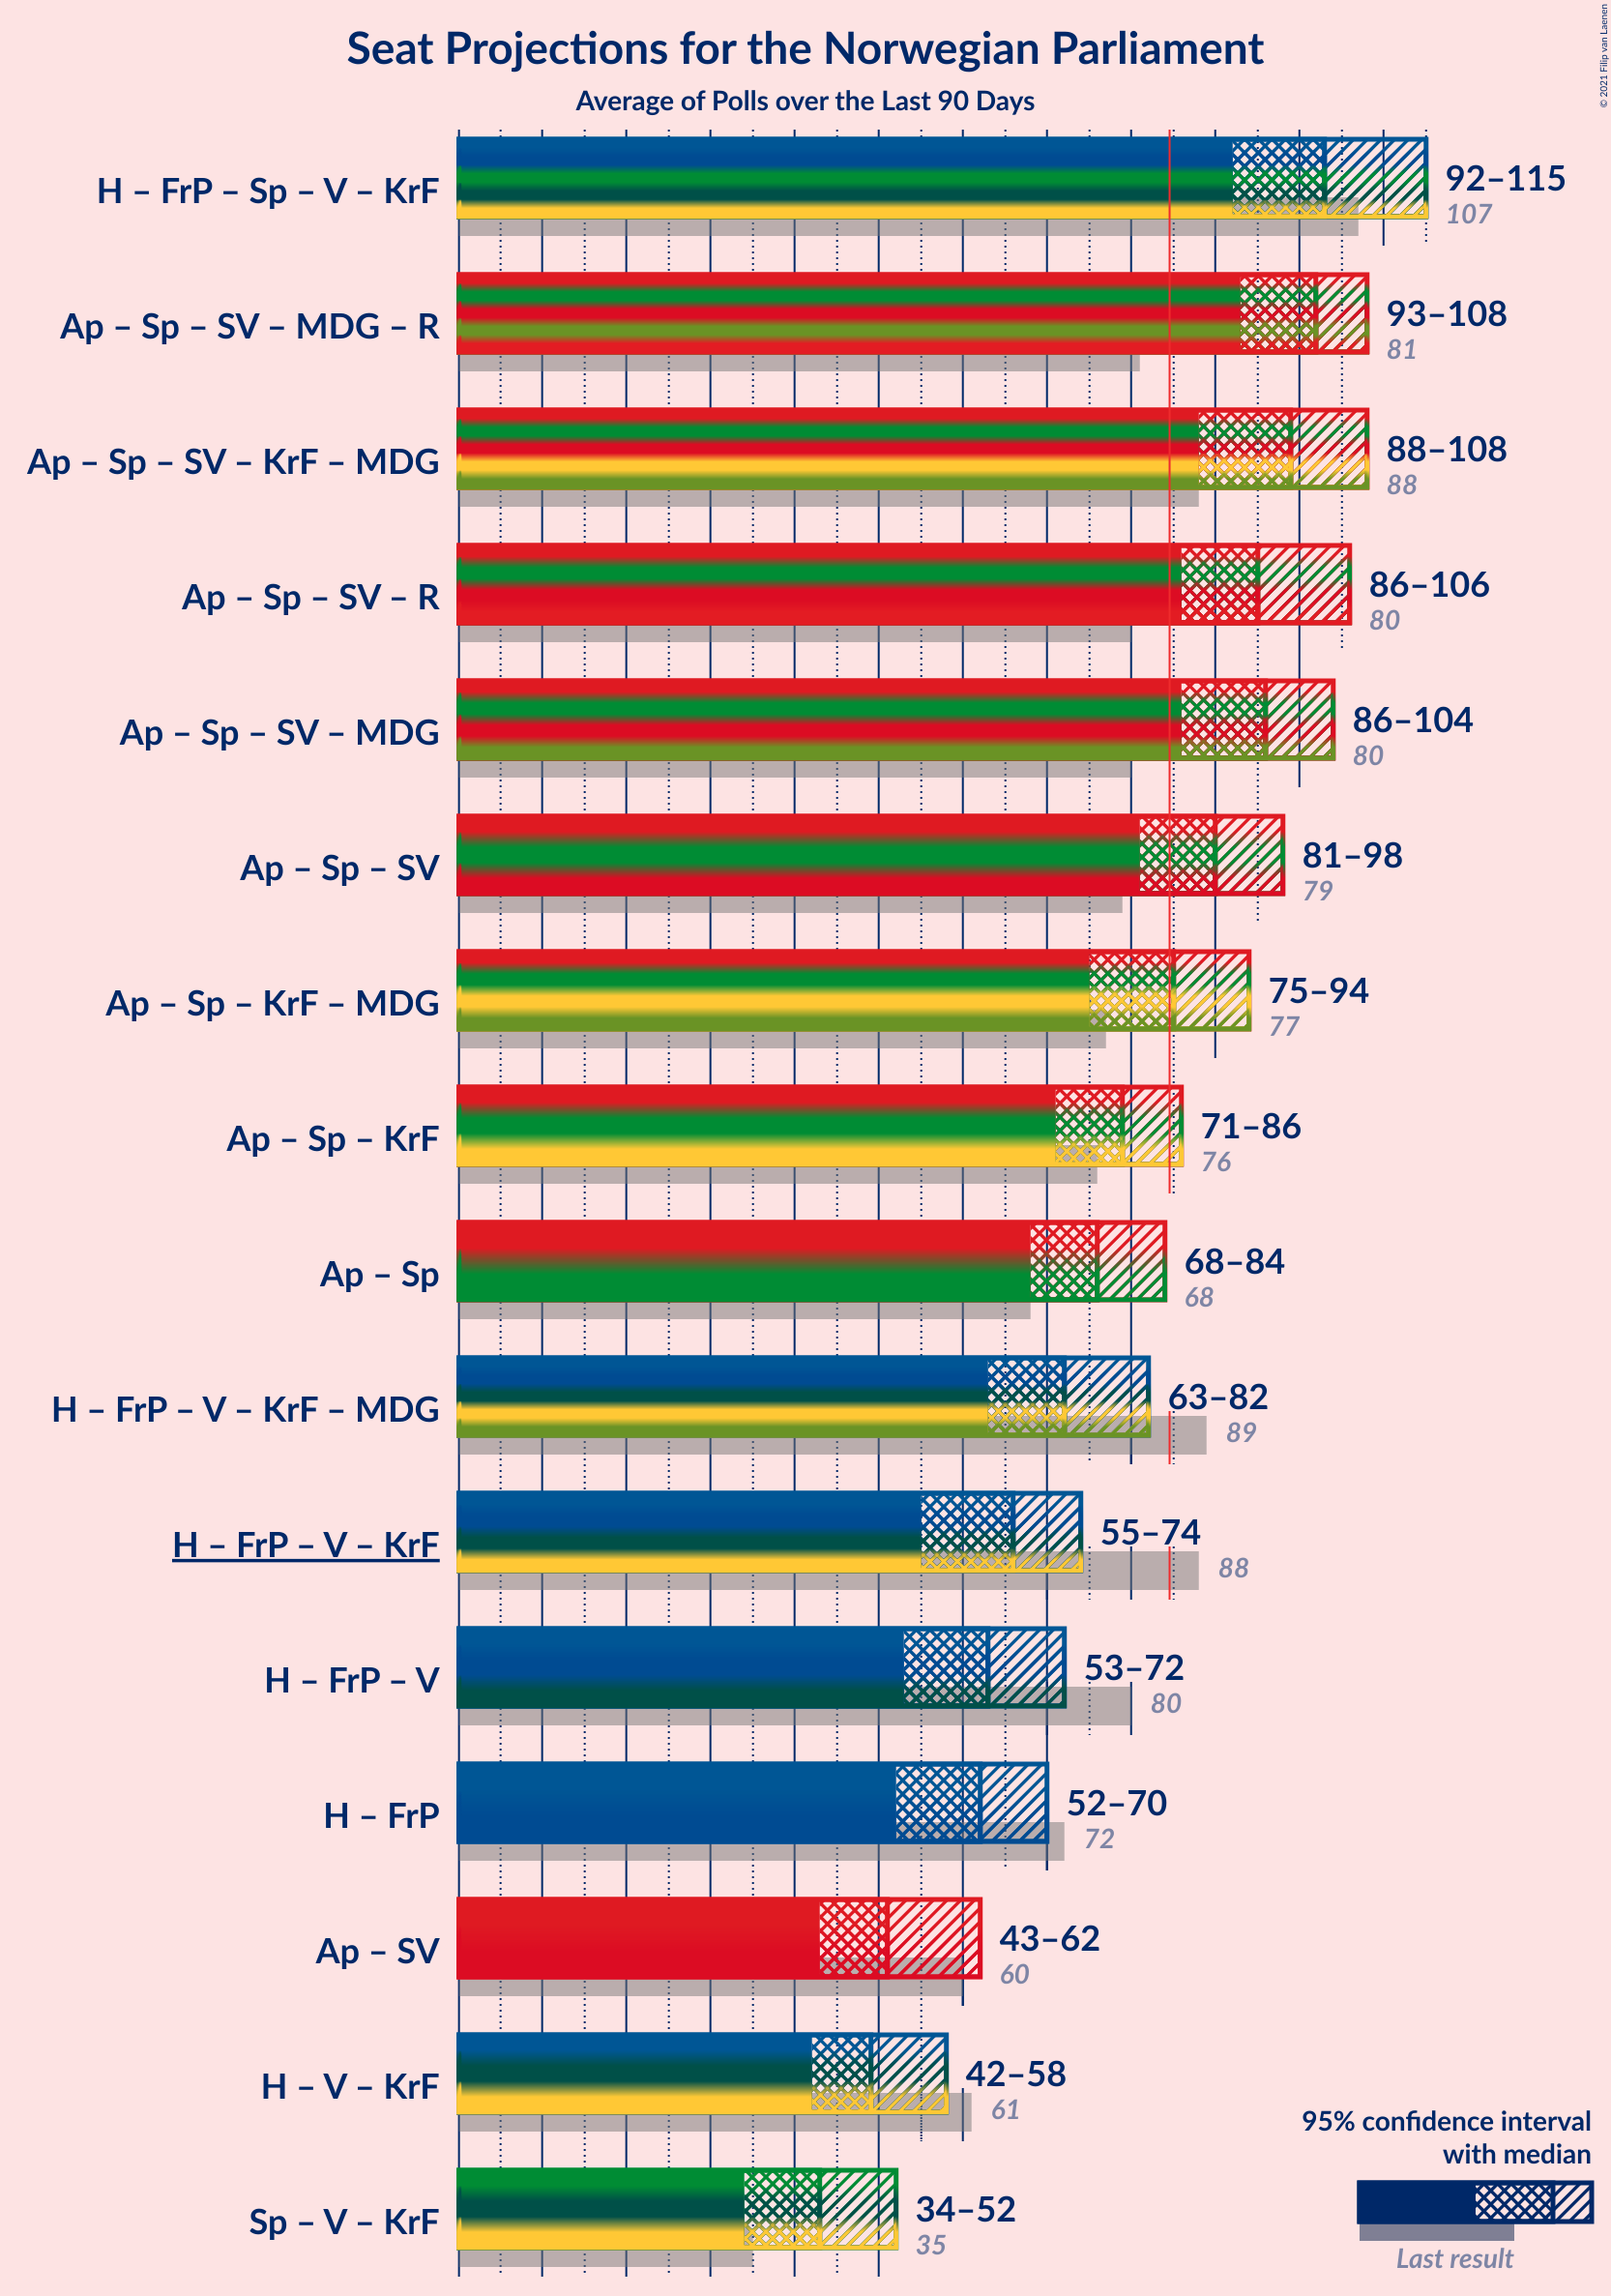 Seat Projections for the Norwegian Parliament
Average of Polls over the Last 90 Days
© 2021 Filip van Laenen
H – FrP – Sp – V – KrF
92–115
107
Ap – Sp – SV – MDG – R
93–108
81
Ap – Sp – SV – KrF – MDG
88–108
88
Ap – Sp – SV – R
86–106
80
Ap – Sp – SV – MDG
86–104
80
Ap – Sp – SV
81–98
79
Ap – Sp – KrF – MDG
75–94
77
Ap – Sp – KrF
71–86
76
Ap – Sp
68–84
68
H – FrP – V – KrF – MDG
63–82
89
H – FrP – V – KrF
55–74
88
H – FrP – V
53–72
80
H – FrP
52–70
72
Ap – SV
43–62
60
H – V – KrF
42–58
61
Sp – V – KrF
34–52
35
95% confidence interval
with median
Last result